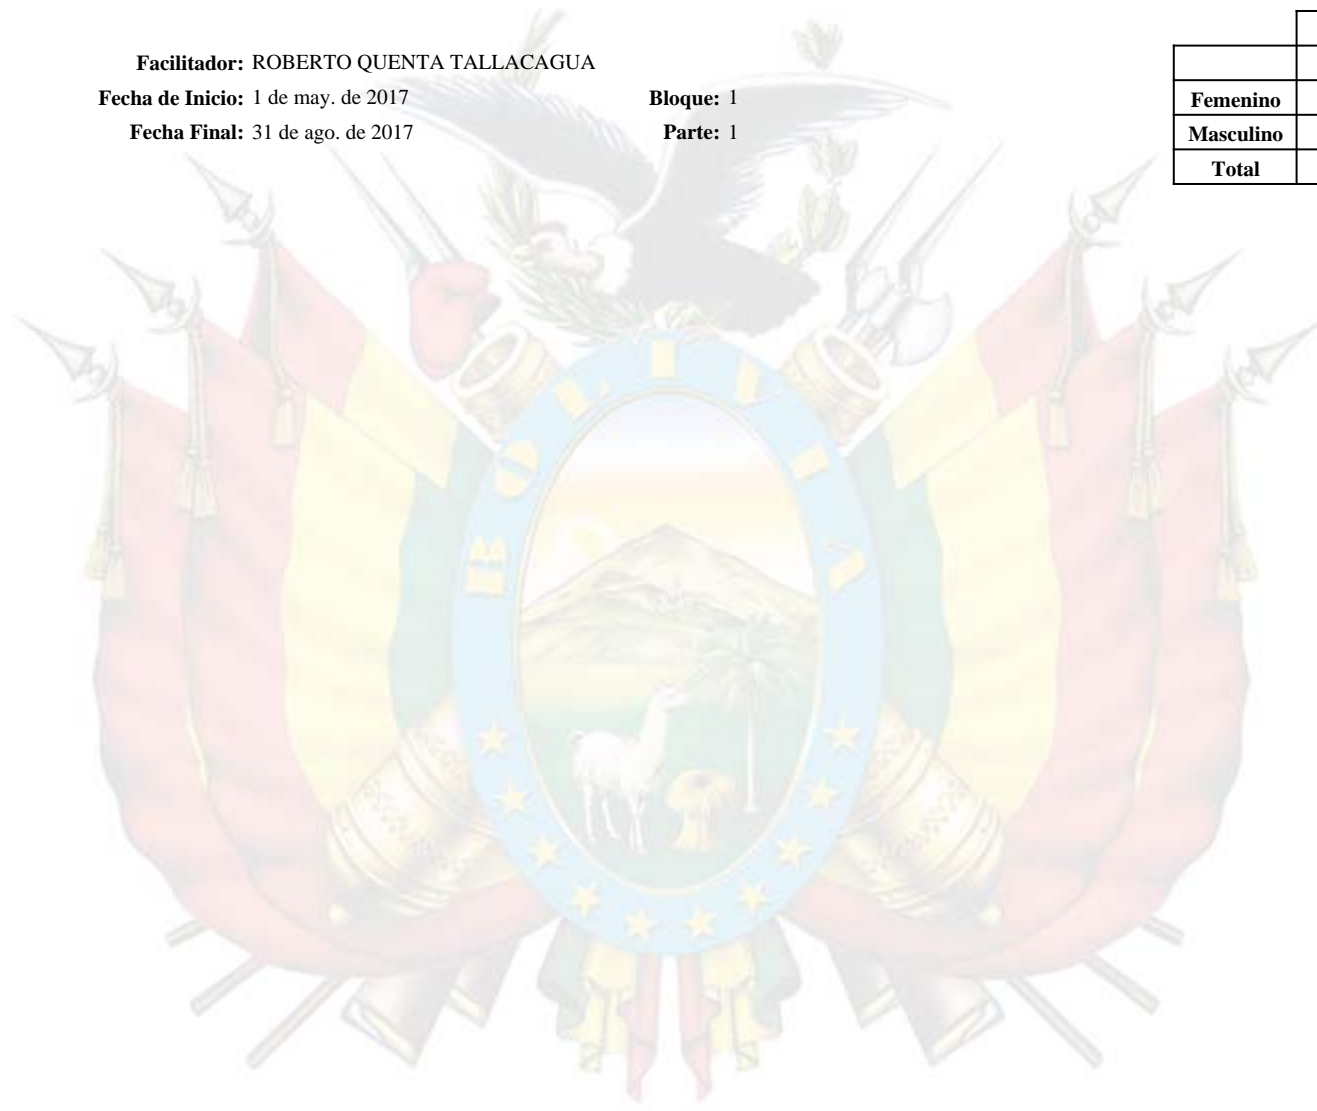 Facilitador: ROBERTO QUENTA TALLACAGUA
Fecha de Inicio: 1 de may. de 2017 Bloque: 1
Fecha Final: 31 de ago. de 2017 Parte: 1
Femenino
Masculino
Total
BOLIVIA